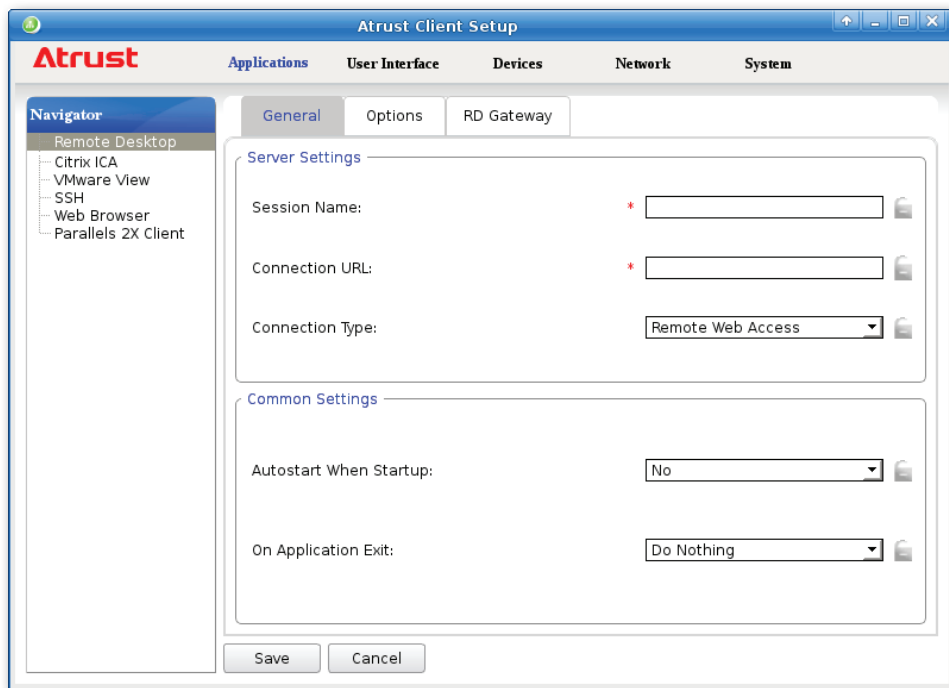 Atrust Client Setup
Atrust
Applications User Interface Devices Network System
Navigator
Remote Desktop
Citrix ICA
VMware View
SSH
Web Browser
Parallels 2X Client
General Options RD Gateway
Server Settings
Session Name: *
Connection URL: *
Connection Type: Remote Web Access
Common Settings
Autostart When Startup: No
On Application Exit: Do Nothing
Save Cancel